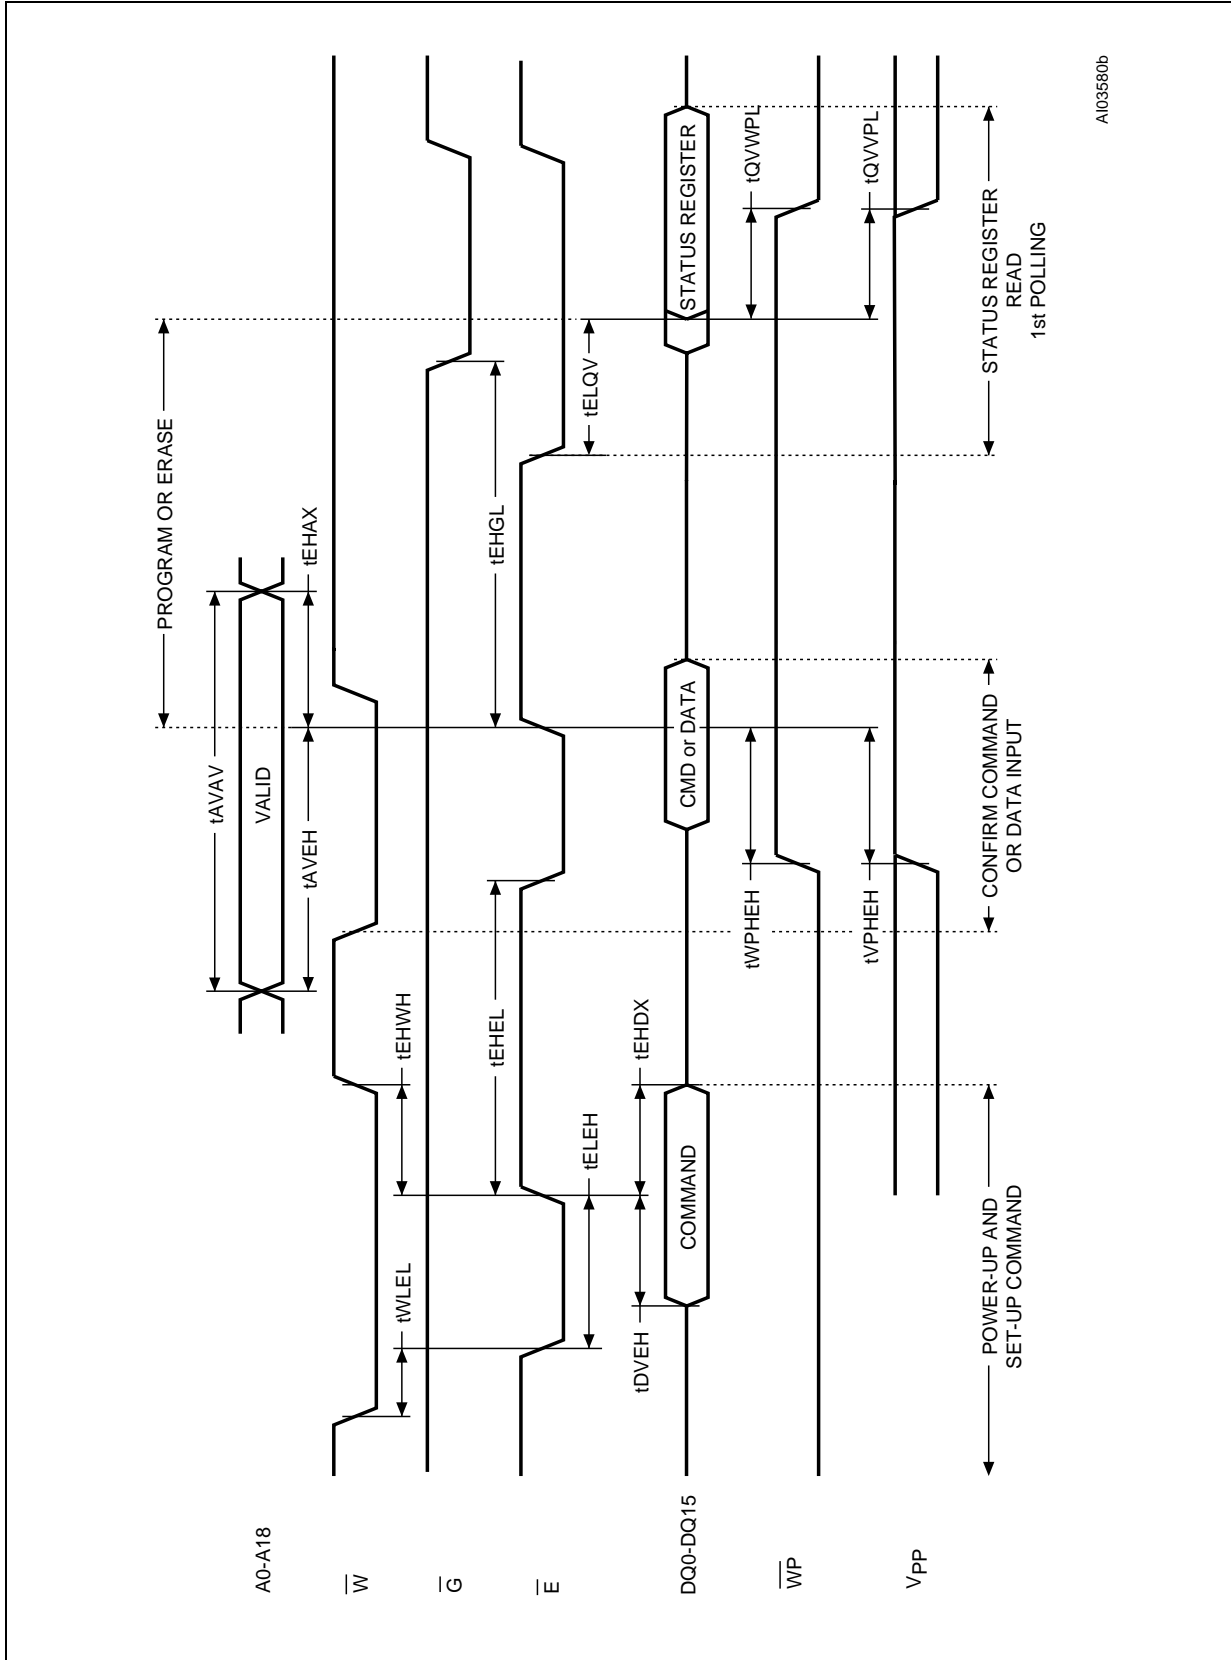 PROGRAM OR ERASE
tAVAV
A0-A18
VALID
tAVEH
tEHAX
W
tWLEL
tEHWH
G
tEHEL
tEHGL
E
tELEH
tELQV
tDVEH
tEHDX
DQ0-DQ15
COMMAND
CMD or DATA
STATUS REGISTER
tWPHEH
tQVWPL
WP
tVPHEH
tQVVPL
VPP
POWER-UP AND
SET-UP COMMAND
CONFIRM COMMAND
OR DATA INPUT
STATUS REGISTER
READ
1st POLLING
AI03580b